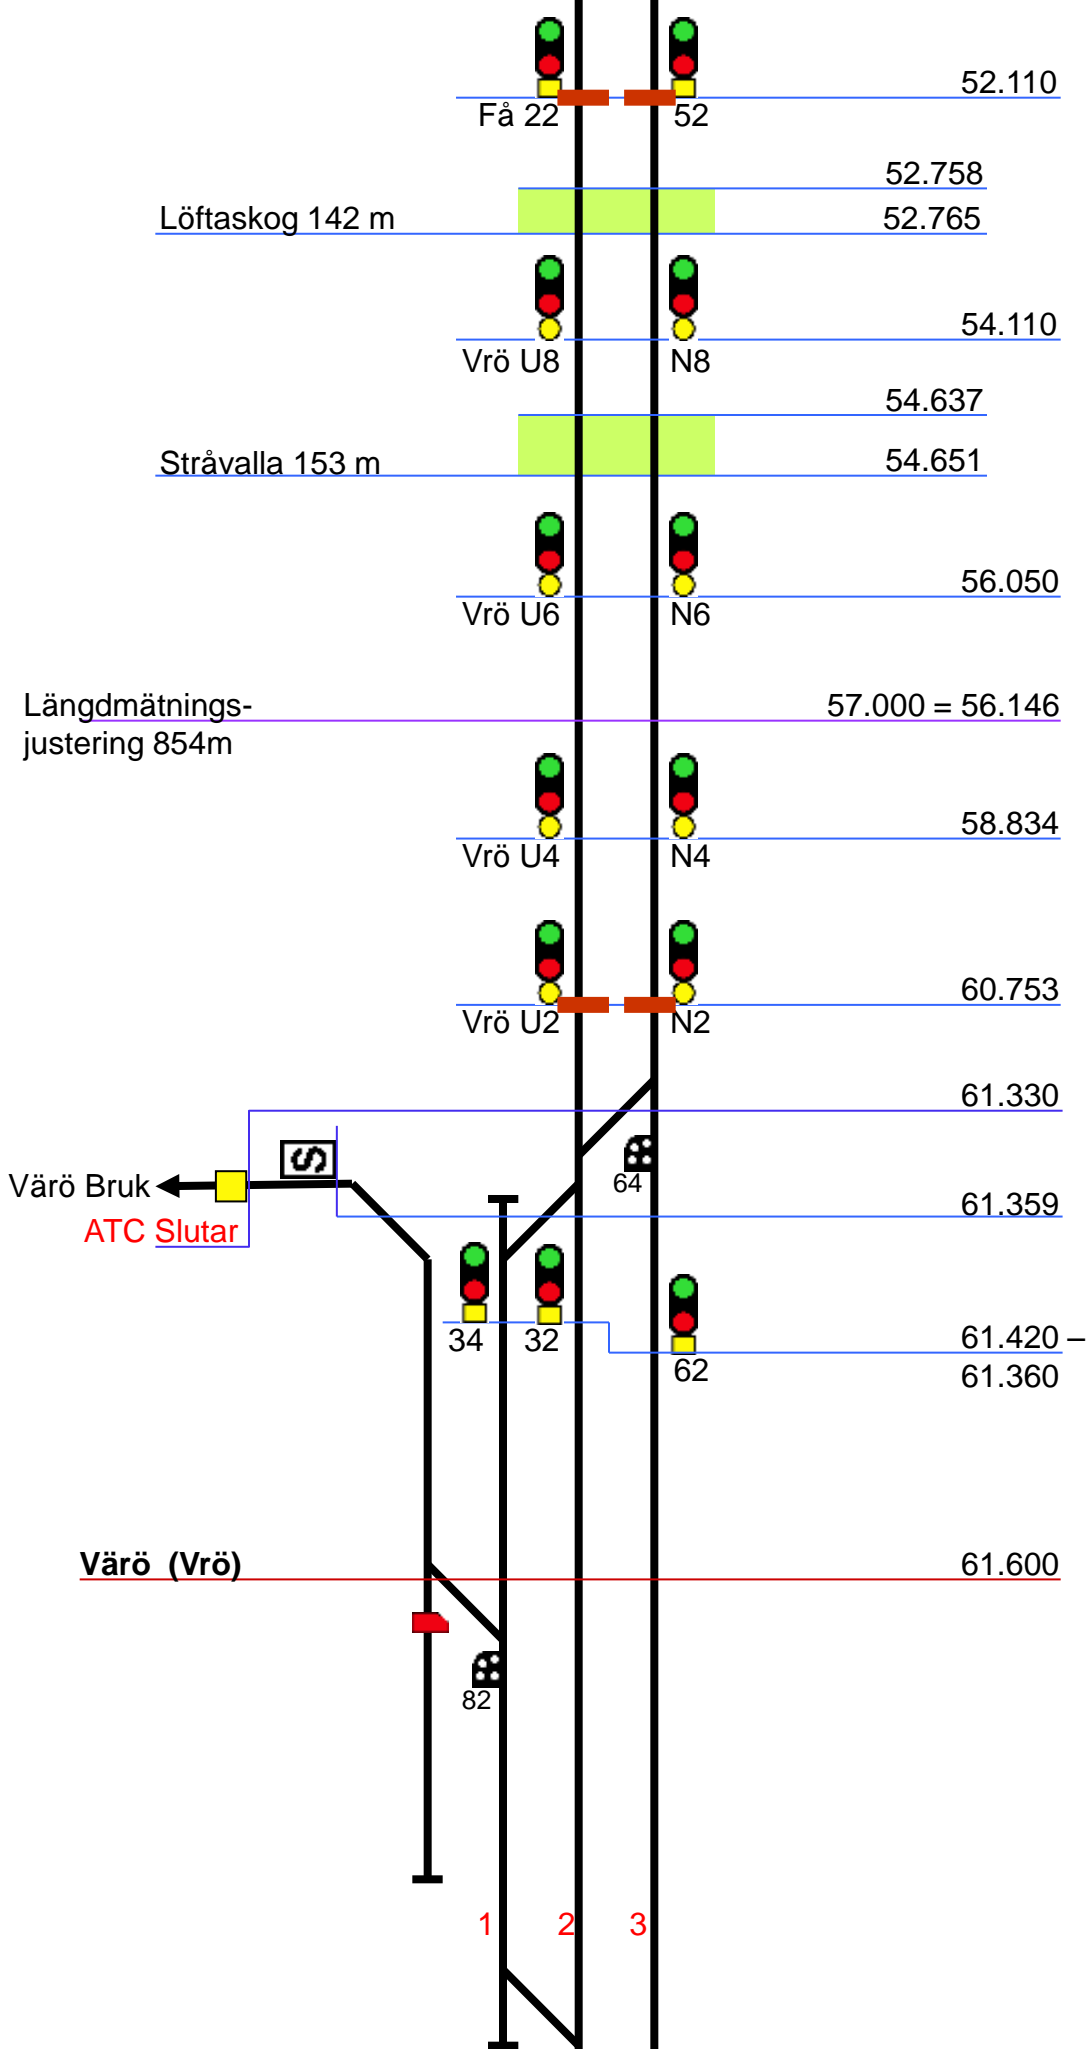 52.110
Få 22
52
52.758
Löftaskog 142 m
52.765
54.110
Vrö U8
N8
54.637
Stråvalla 153 m
54.651
56.050
Vrö U6
N6
Längdmätnings-
justering 854m
57.000 = 56.146
58.834
Vrö U4
N4
60.753
Vrö U2
N2
61.330
S
64
Värö Bruk
61.359
ATC Slutar
34
32
62
61.420 –
61.360
Värö (Vrö)
61.600
82
1
2
3